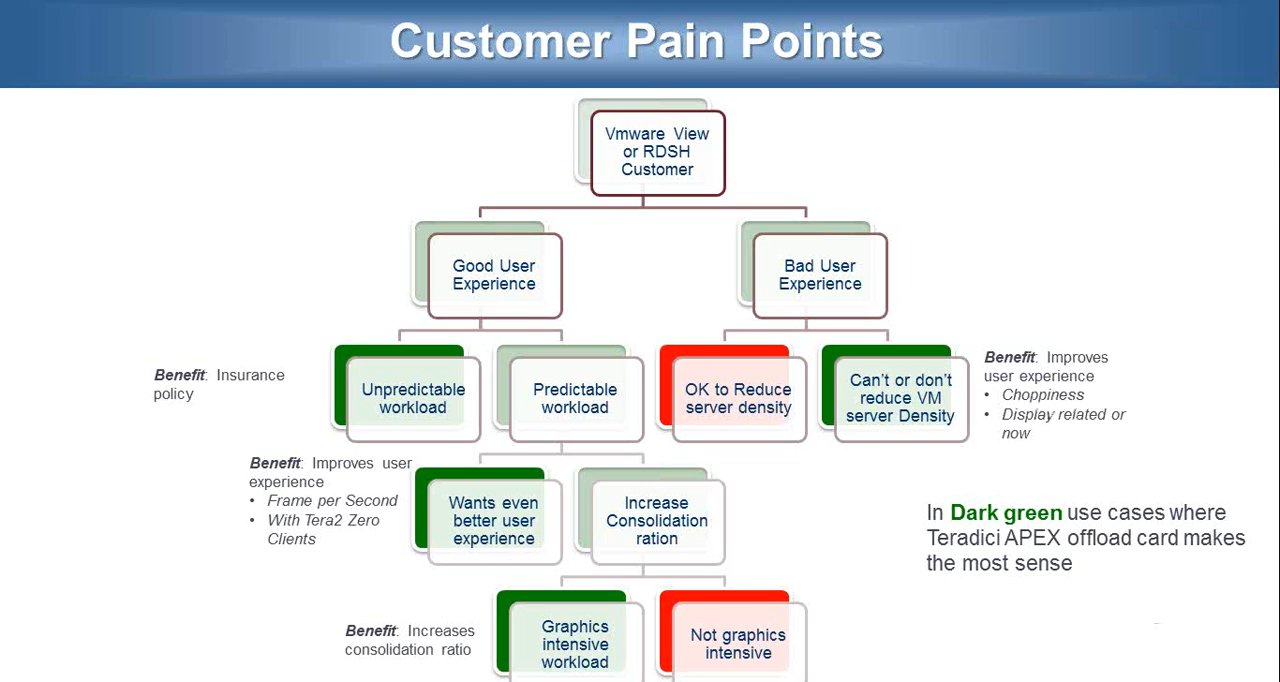 Customer Pain Points
Vmware View
or RDSH
Customer
Good User
Experience
Bad User
Experience
Benefit: Insurance
policy
Unpredictable
workload
Predictable
workload
OK to Reduce
server density
Can't or don't
reduce VM
server Density
Benefit: Improves
user experience
• Choppiness
• Display related or
now
Benefit: Improves user
experience
• Frame per Second
• With Tera2 Zero
Clients
Wants even
better user
experience
Increase
Consolidation
ration
In Dark green use cases where
Teradici APEX offload card makes
the most sense
Benefit: Increases
consolidation ratio
Graphics
intensive
workload
Not graphics
intensive